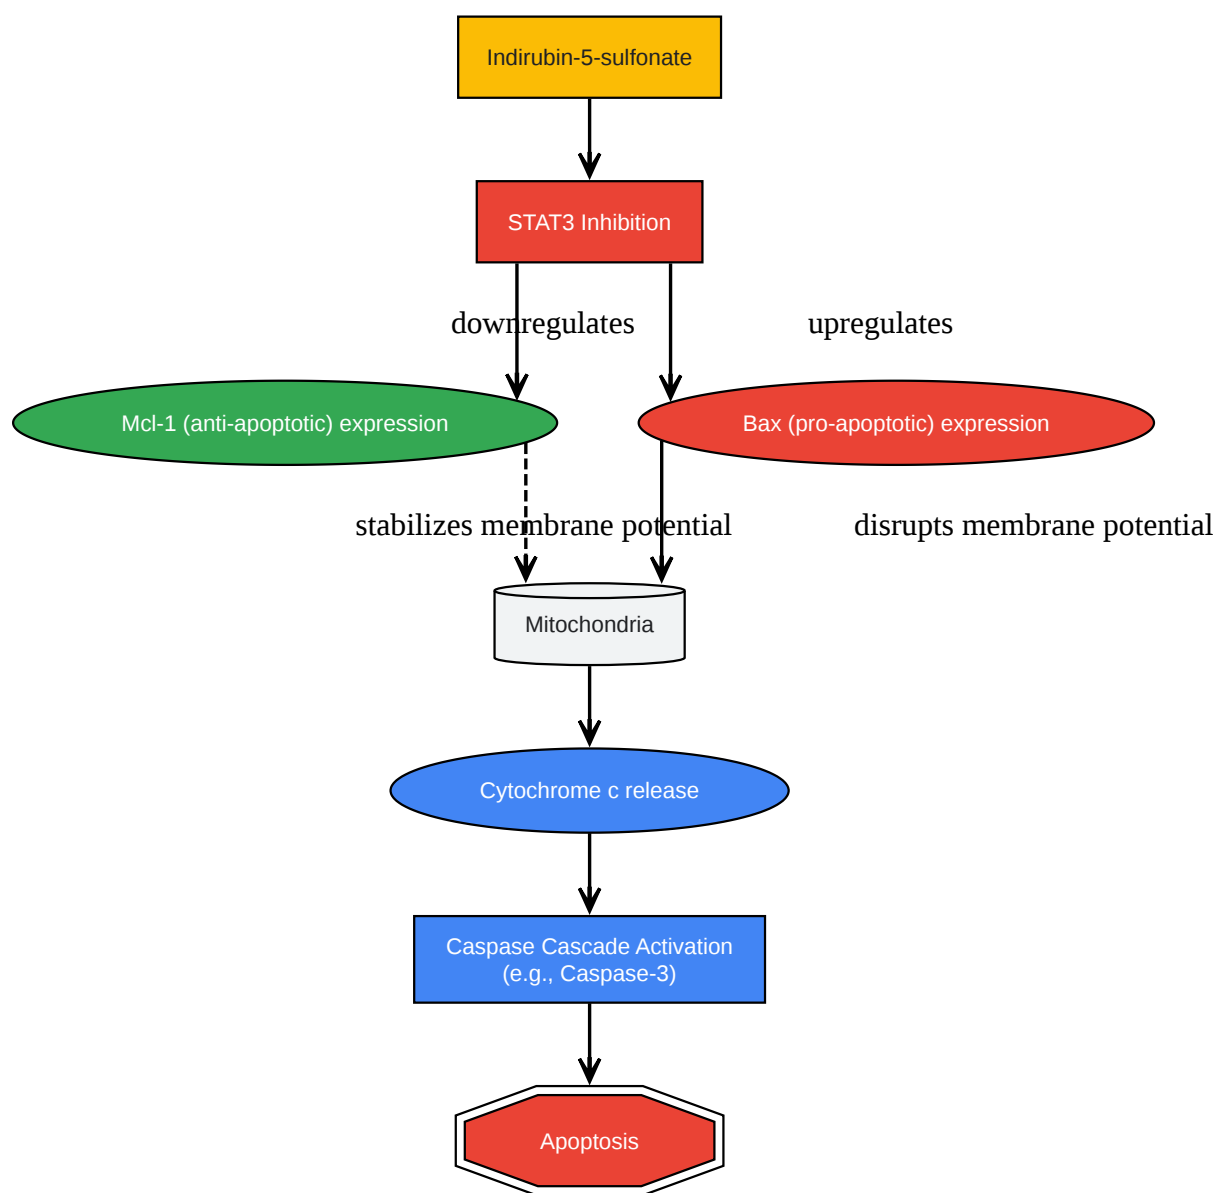 Indirubin-5-sulfonate
STAT3 Inhibition
downregulates
upregulates
Mcl-1 (anti-apoptotic) expression
Bax (pro-apoptotic) expression
stabilizes membrane potential
disrupts membrane potential
Mitochondria
Cytochrome c release
Caspase Cascade Activation
(e.g., Caspase-3)
Apoptosis